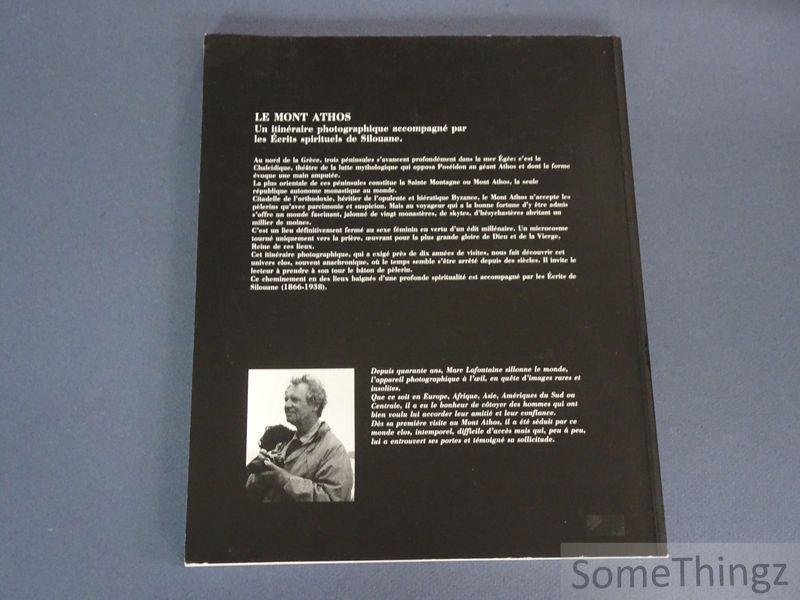 LE MONT ATHOS
Un itinéraire photographique accompagné par
les Écrits spirituels de Silouane.
Au nord de la Grèce, trois péninsules s'avancent profondément dans la mer Égée: c'est la
Chalcidique, théâtre de la lutte mythologique qui opposa Poséidon au géant Athos et dont la forme
évoque une main amputée.
La plus orientale de ces péninsules constitue la Sainte Montagne ou Mont Athos, la seule
république autonome monastique au monde.
Citadelle de l'orthodoxie, héritier de l'opulente et hiératique Byzance, le Mont Athos n'accepte les
pèlerins qu'avec parcimonie et suspicion. Mais au voyageur qui a la bonne fortune d'y être admis
s'offre un monde fascinant, jalonné de vingt monastères, de skytes, d'hésychastères abritant un
millier de moines.
C'est un lieu définitivement fermé au sexe féminin en vertu d'un édit millénaire. Un microcosme
tourné uniquement vers la prière, œuvrant pour la plus grande gloire de Dieu et de la Vierge,
Reine de ces lieux.
Cet itinéraire photographique, qui a exigé près de dix années de visites, nous fait découvrir cet
univers clos, souvent anachronique, où le temps semble s'être arrêté depuis des siècles. Il invite le
lecteur à prendre à son tour le bâton de pèlerin.
Ce cheminement en des lieux baignés d'une profonde spiritualité est accompagné par les Écrits de
Silouane (1866-1938).
Depuis quarante ans, Marc Lafontaine sillonne le monde,
l'appareil photographique à l'œil, en quête d'images rares et
insolites.
Que ce soit en Europe, Afrique, Asie, Amériques du Sud ou
Centrale, il a eu le bonheur de côtoyer des hommes qui ont
bien voulu lui accorder leur amitié et leur confiance.
Dès sa première visite au Mont Athos, il a été séduit par ce
monde clos, intemporel, difficile d'accès mais qui, peu à peu,
lui a entrouvert ses portes et témoigné sa sollicitude.
SomeThingz